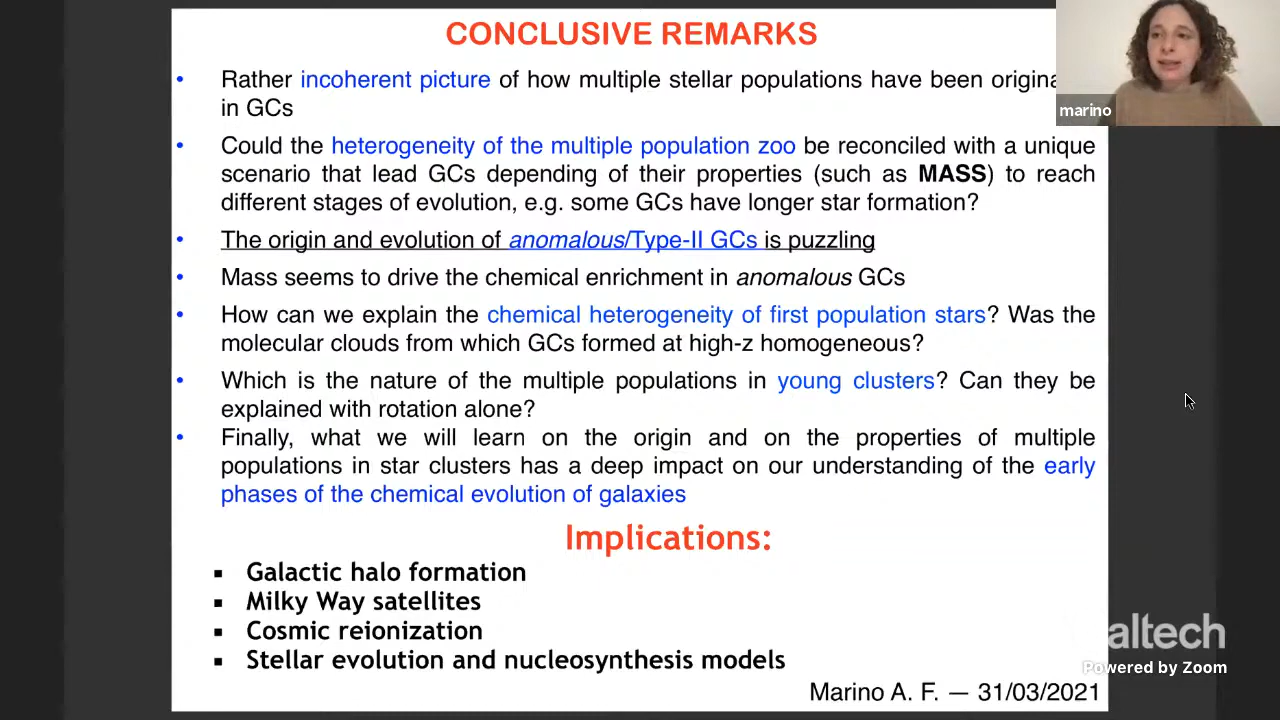 CONCLUSIVE REMARKS
• Rather incoherent picture of how multiple stellar populations have been origina
in GCs
• Could the heterogeneity of the multiple population zoo be reconciled with a unique
scenario that lead GCs depending of their properties (such as MASS) to reach
different stages of evolution, e.g. some GCs have longer star formation?
• The origin and evolution of anomalous/Type-II GCs is puzzling
• Mass seems to drive the chemical enrichment in anomalous GCs
• How can we explain the chemical heterogeneity of first population stars? Was the
molecular clouds from which GCs formed at high-z homogeneous?
• Which is the nature of the multiple populations in young clusters? Can they be
explained with rotation alone?
• Finally, what we will learn on the origin and on the properties of multiple
populations in star clusters has a deep impact on our understanding of the early
phases of the chemical evolution of galaxies
Implications:
▪ Galactic halo formation
▪ Milky Way satellites
▪ Cosmic reionization
▪ Stellar evolution and nucleosynthesis models
Marino A. F. — 31/03/2021
marino
altech
Powered by Zoom